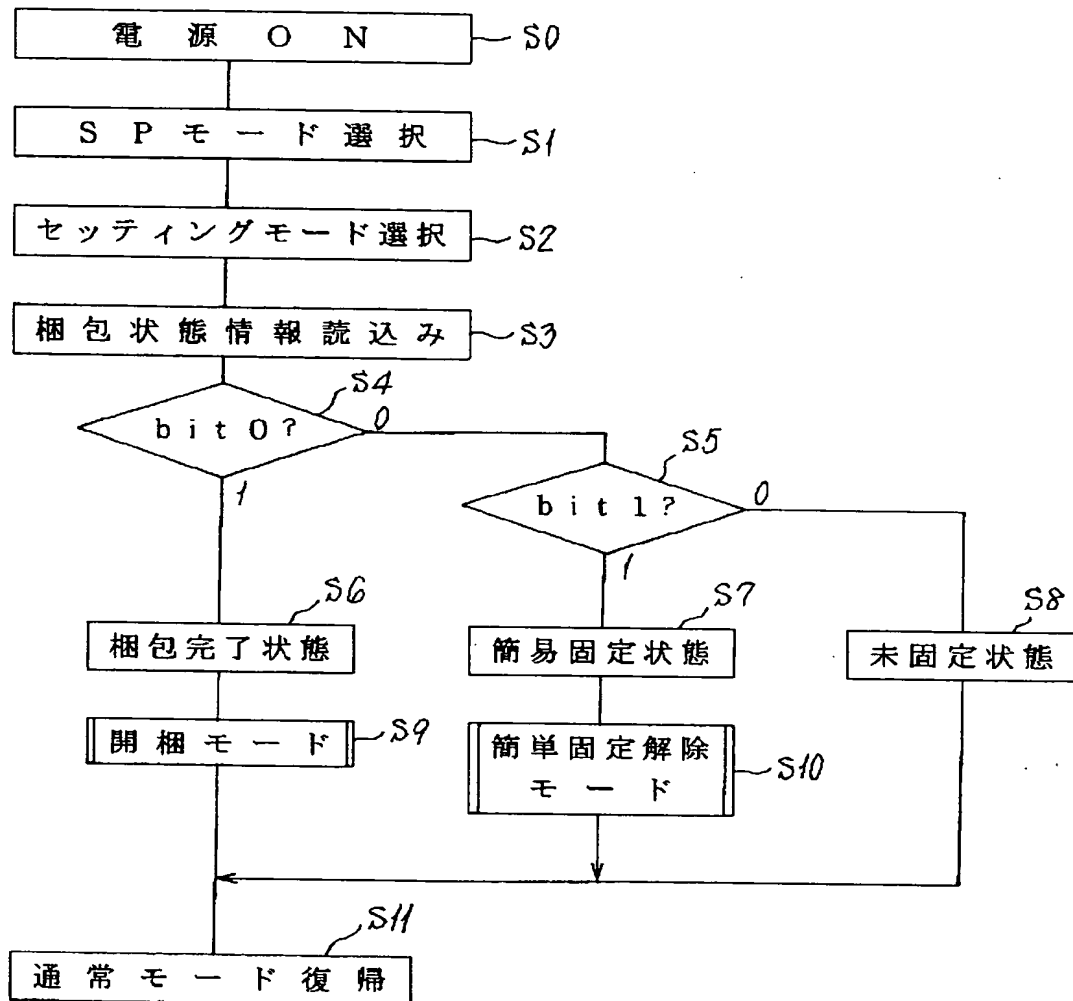 電源ON
S0
SPモード選択
S1
セッティングモード選択
S2
梱包状態情報読込み
S3
S4
bit0?
0
1
S5
bit1?
0
1
S6
梱包完了状態
S7
簡易固定状態
S8
未固定状態
開梱モード
S9
簡単固定解除
モード
S10
S11
通常モード復帰